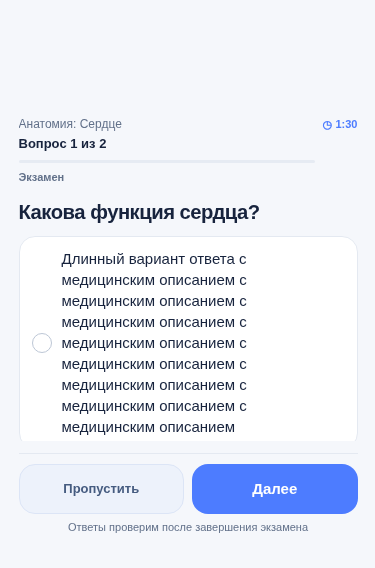 Анатомия: Сердце
◷ 1:30
Вопрос 1 из 2
Экзамен
Какова функция сердца?
Длинный вариант ответа с
медицинским описанием с
медицинским описанием с
медицинским описанием с
медицинским описанием с
медицинским описанием с
медицинским описанием с
медицинским описанием с
медицинским описанием
Пропустить
Далее
Ответы проверим после завершения экзамена